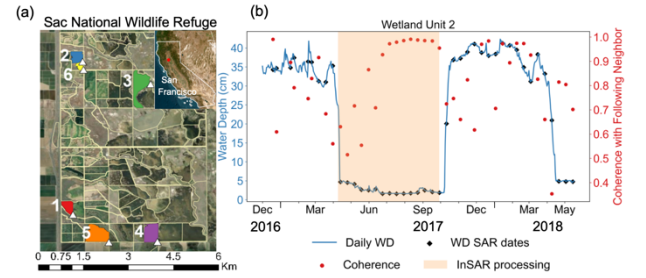 (a)
Sac National Wildlife Refuge
2
6
3
San
Francisco
1
5
4
0 0.75 1.5 3 4.5 6
Km
(b)
Wetland Unit 2
Water Depth (cm)
40
35
30
25
20
15
10
5
0
1.0
0.9
0.8
0.7
0.6
0.5
0.4
Coherence with Following Neighbor
Dec Mar Jun Sep Dec Mar May
2016 2017 2018
Daily WD WD SAR dates
Coherence InSAR processing